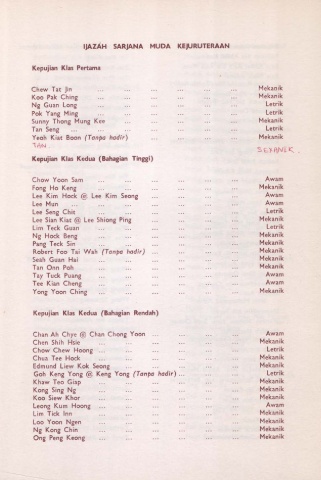 IJAZAH SARJANA MUDA KEJURUTERAAN
Kepujian Klas Pertama
Chew Tat Jin ... ... ... ... ... ... Mekanik
Koo Pak Ching ... ... ... ... ... ... Mekanik
Ng Guan Long ... ... ... ... ... ... Letrik
Pok Yang Ming ... ... ... ... ... ... Letrik
Sunny Thong Mung Kee ... ... ... ... ... Mekanik
Tan Seng ... ... ... ... ... ... Letrik
Yeoh Kiat Boon (Tanpa hadir) ... ... ... ... Mekanik
TAN
Kepujian Klas Kedua (Bahagian Tinggi)
Chow Yoon Sam ... ... ... ... ... Awam
Fong Ho Keng ... ... ... ... ... ... Mekanik
Lee Kim Hock @ Lee Kim Seong ... ... ... ... Awam
Lee Mun ... ... ... ... ... ... Awam
Lee Seng Chis ... ... ... ... ... ... Letrik
Lee Sian Kiat @ Lee Shiong Ping ... ... ... ... Mekanik
Lim Teck Guan ... ... ... ... ... Letrik
Ng Hock Beng ... ... ... ... ... ... Mekanik
Pang Teck Sin ... ... ... ... ... ... Mekanik
Robert Foo Tai Wah (Tanpa hadir) ... ... ... ... Mekanik
Seah Guan Hai ... ... ... ... ... Mekanik
Tan Onn Poh ... ... ... ... ... ... Mekanik
Tay Tuck Puang ... ... ... ... ... Awam
Tee Kian Cheng ... ... ... ... ... Awam
Yong Yoon Ching ... ... ... ... ... Mekanik
Kepujian Klas Kedua (Bahagian Rendah)
Chan Ah Chye @ Chan Chong Yoon ... ... ... ... Awam
Chen Shih Hsie ... ... ... ... ... Mekanik
Chow Chew Hoong ... ... ... ... ... Letrik
Chua Tee Hock ... ... ... ... ... Mekanik
Edmund Liew Kok Seong ... ... ... ... Mekanik
Goh Keng Yong @ Keng Yong (Tanpa hadir) ... ... ... ... Letrik
Khaw Teo Giap ... ... ... ... ... Mekanik
Kong Sing Ng ... ... ... ... ... ... Mekanik
Koo Siew Khor ... ... ... ... ... Mekanik
Leong Kum Hoong ... ... ... ... ... Awam
Lim Tick Inn ... ... ... ... ... ... Mekanik
Loo Yoon Ngen ... ... ... ... ... Mekanik
Ng Kong Chin ... ... ... ... ... ... Mekanik
Ong Peng Keong ... ... ... ... ... Mekanik